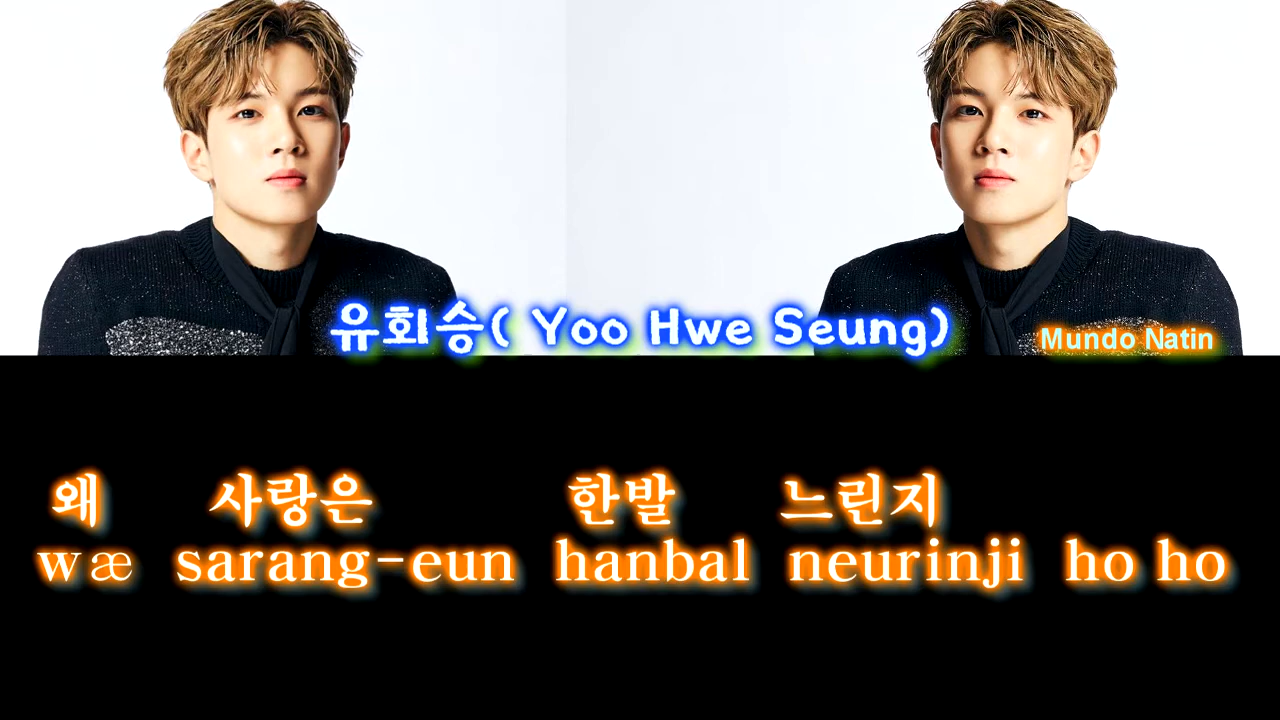 유회승( Yoo Hwe Seung)
Mundo Natin
왜 사랑은 한발 느린지
wæ sarang-eun hanbal neurinji ho ho